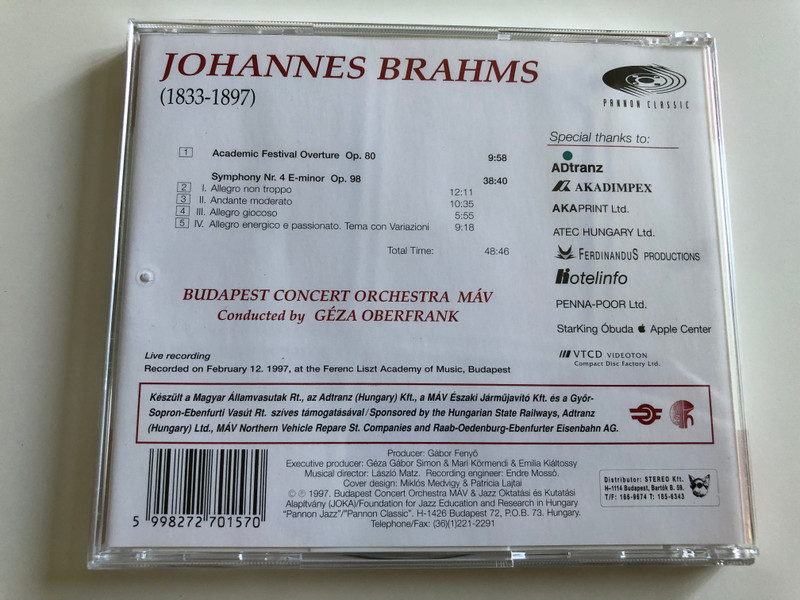 JOHANNES BRAHMS
(1833-1897)
PANNON CLASSIC
1 Academic Festival Overture Op. 80 9:58
Symphony Nr. 4 E-minor Op. 98 38:40
2 I. Allegro non troppo 12:11
3 II. Andante moderato 10:35
4 III. Allegro giocoso 5:55
5 IV. Allegro energico e passionato. Tema con Variazioni 9:18
Total Time: 48:46
Special thanks to:
ADtranz
AKADIMPEX
AKAPRINT Ltd.
ATEC HUNGARY Ltd.
FERDINANDUS PRODUCTIONS
Hotelinfo
PENNA-POOR Ltd.
StarKing Óbuda Apple Center
VTCD VIDEOTON
Compact Disc Factory Ltd.
BUDAPEST CONCERT ORCHESTRA MÁV
Conducted by GÉZA OBERFRANK
Live recording
Recorded on February 12. 1997, at the Ferenc Liszt Academy of Music, Budapest
Készült a Magyar Államvasutak Rt., az Adtranz (Hungary) Kft., a MÁV Északi Járműjavító Kft. és a Győr-
Sopron-Ebenfurti Vasút Rt. szíves támogatásával / Sponsored by the Hungarian State Railways, Adtranz
(Hungary) Ltd., MÁV Northern Vehicle Repare St. Companies and Raab-Oedenburg-Ebenfurter Eisenbahn AG.
Producer: Gábor Fenyő
Executive producer: Géza Gábor Simon & Mari Körmendi & Emilia Kiáltossy
Musical director: László Matz. Recording engineer: Endre Mossó.
Cover design: Miklós Medvigy & Patricia Lajtai
© ℗ 1997. Budapest Concert Orchestra MÁV & Jazz Oktatási és Kutatási
Alapítvány (JOKA)/Foundation for Jazz Education and Research in Hungary
"Pannon Jazz"/"Pannon Classic". H-1426 Budapest 72, P.O.B. 73. Hungary.
Telephone/Fax: (36)(1)221-2291
5 998272 701570
Distributor: STEREO Kft.
H-1114 Budapest, Bartók B. 59.
T/F: 166-9674 T: 185-6343